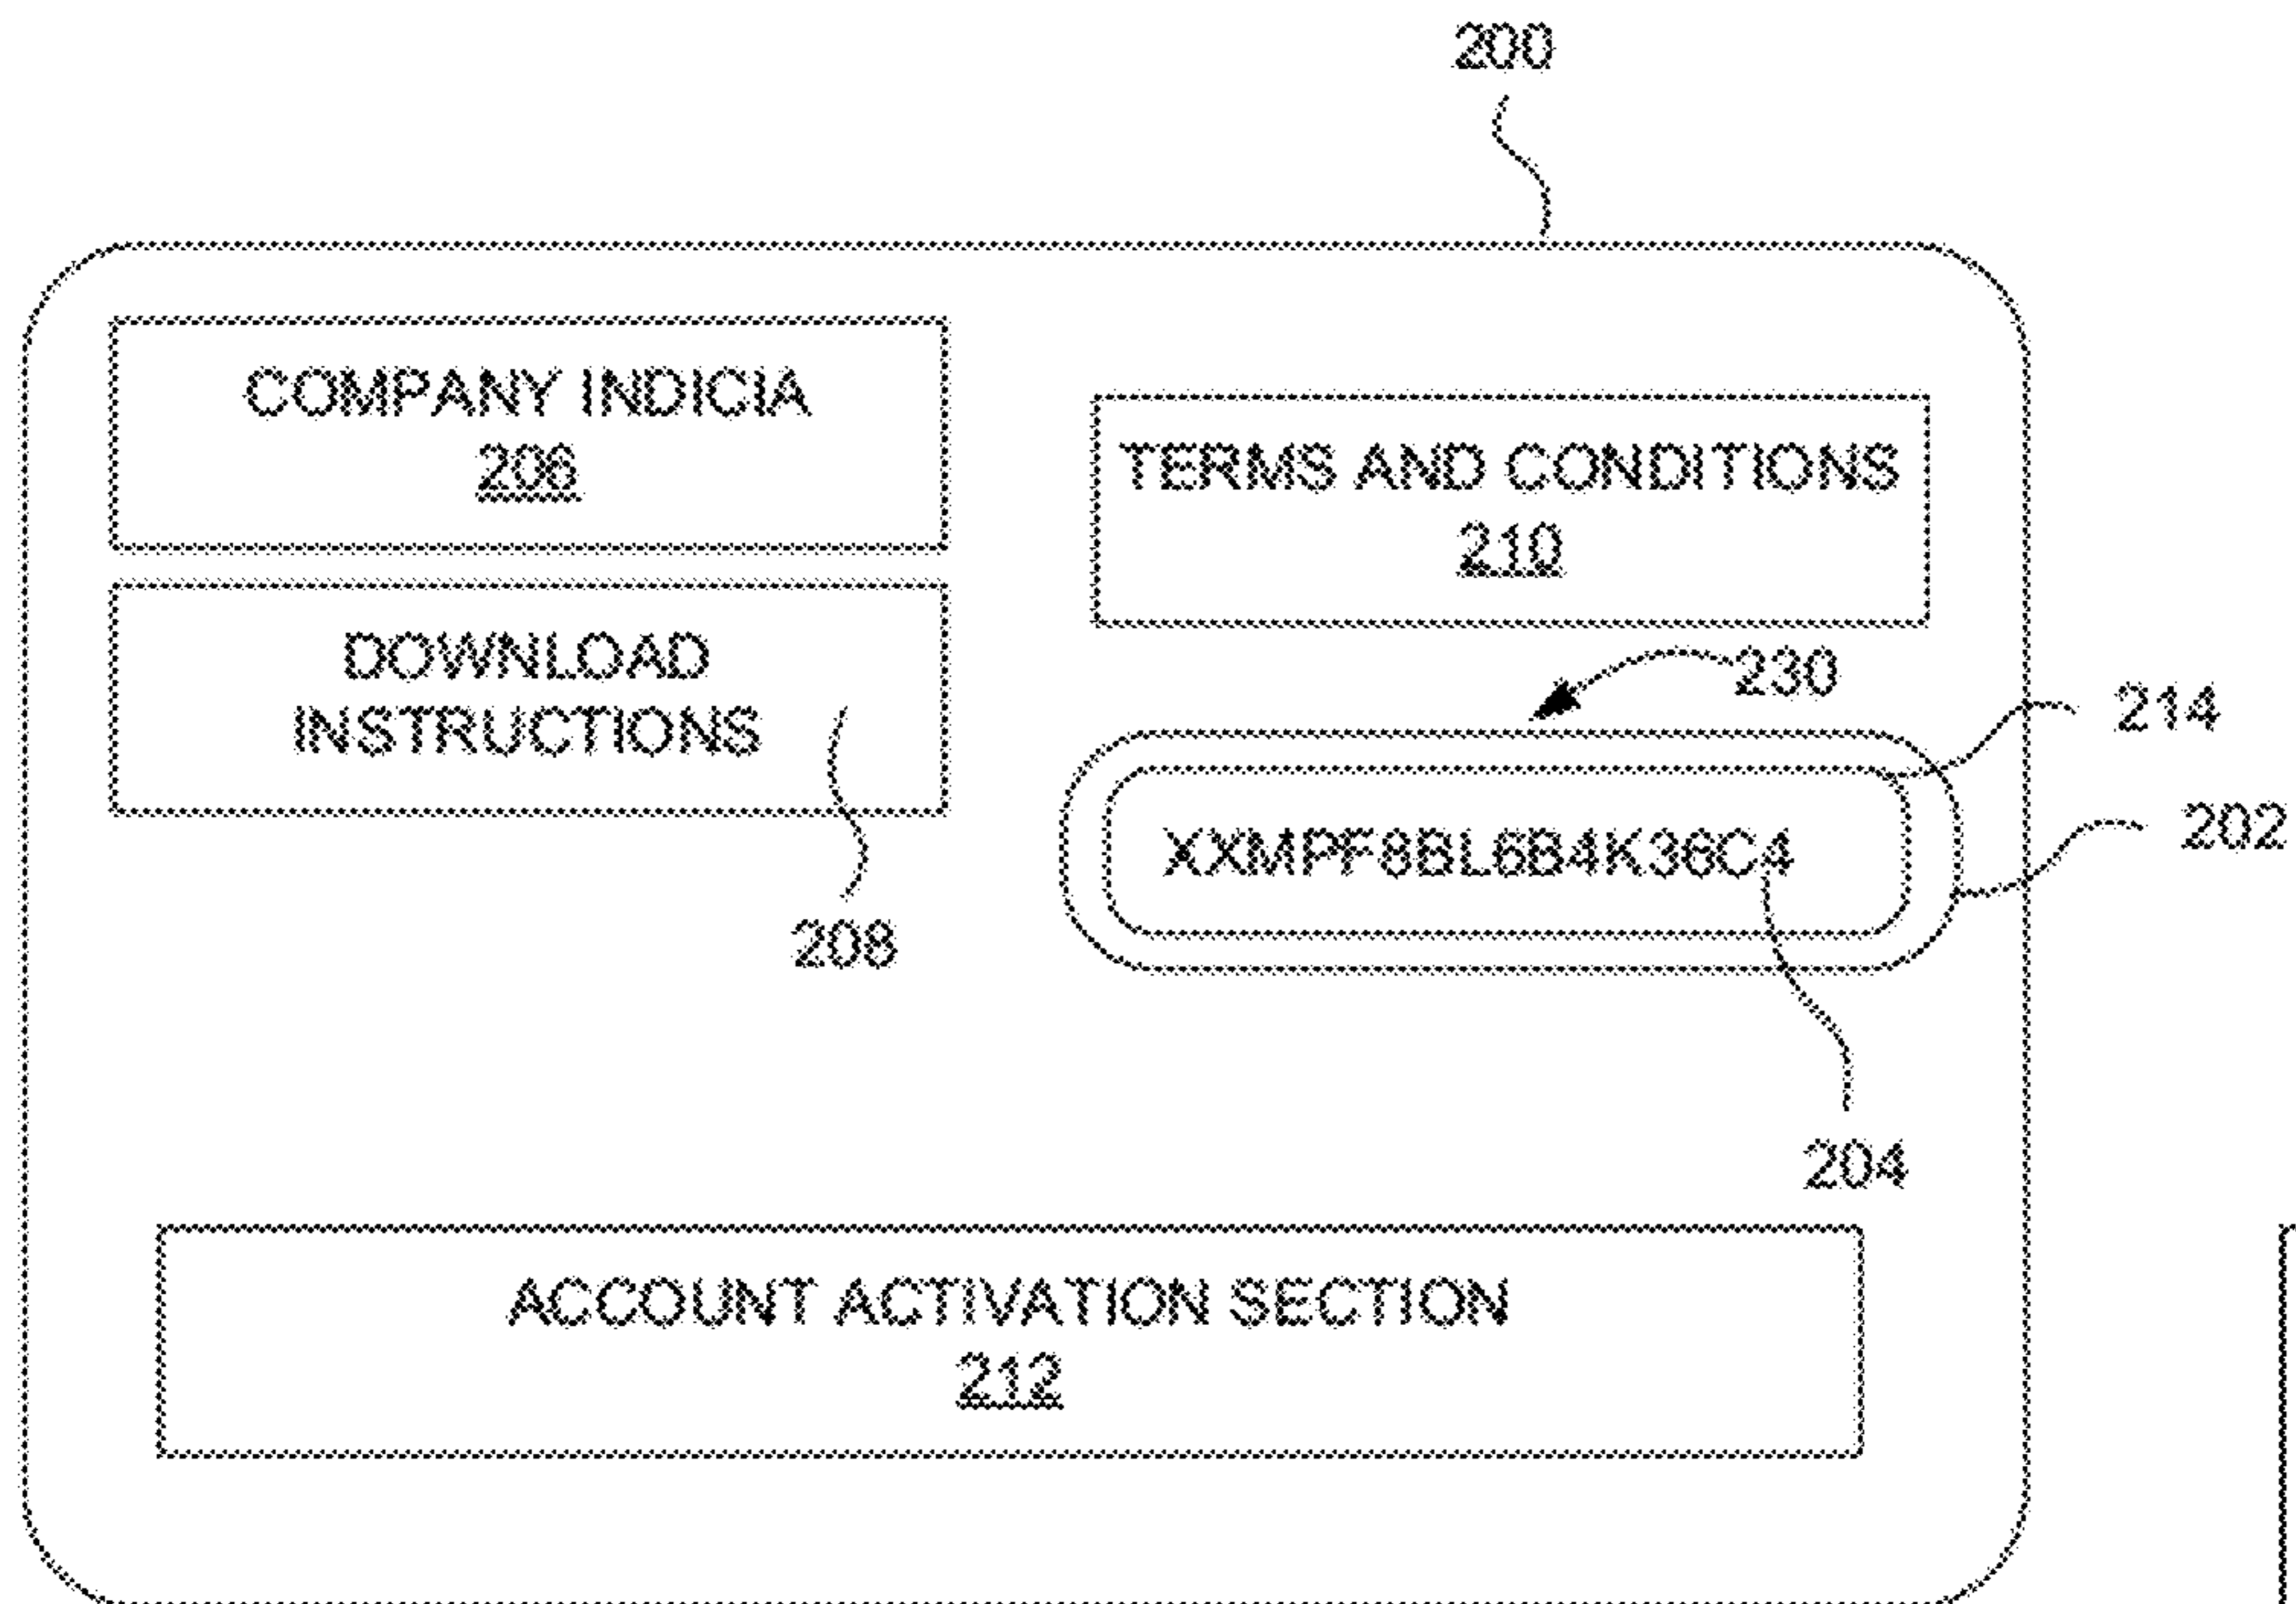 200
COMPANY INDICIA
206
TERMS AND CONDITIONS
210
DOWNLOAD
INSTRUCTIONS
230
214
202
XXMPF8BL6B4K36C4
208
204
ACCOUNT ACTIVATION SECTION
212